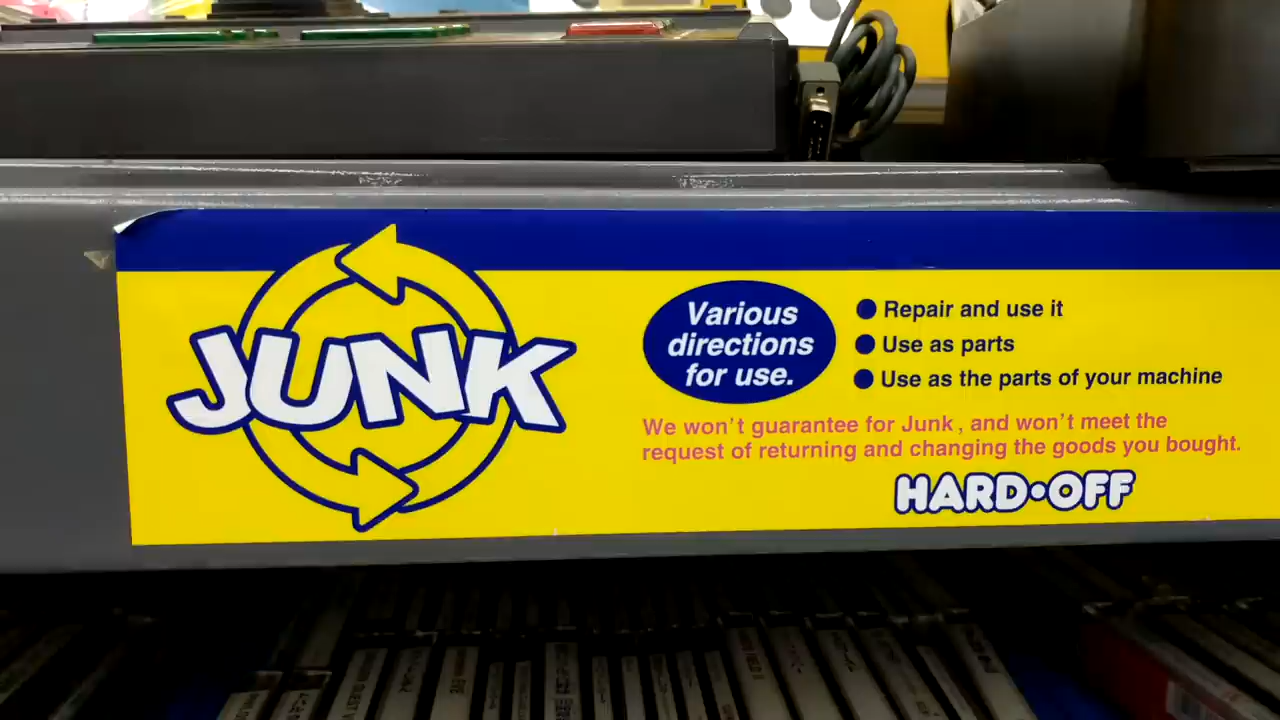 JUNK
Various
directions
for use.
● Repair and use it
● Use as parts
● Use as the parts of your machine
We won't guarantee for Junk, and won't meet the
request of returning and changing the goods you bought.
HARD•OFF